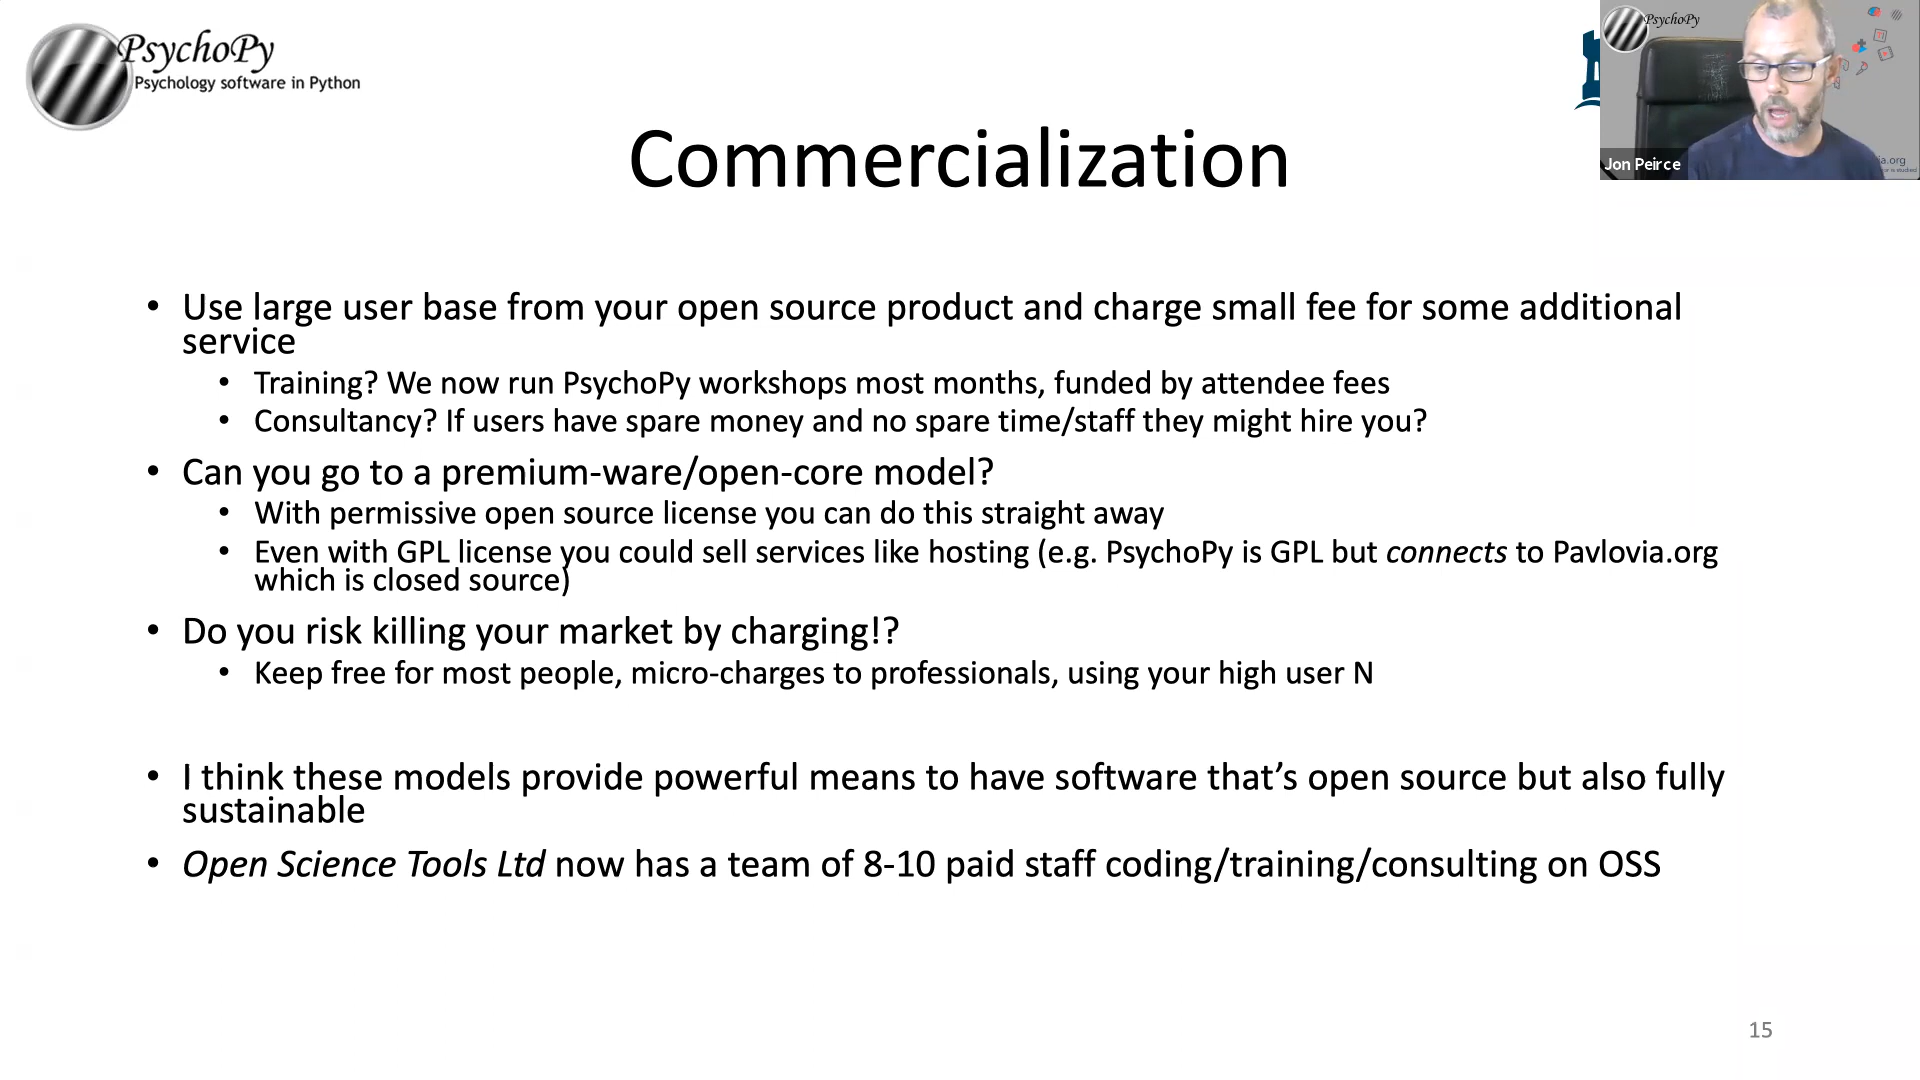 PsychoPy
Psychology software in Python
PsychoPy
Jon Peirce
ia.org
Commercialization
• Use large user base from your open source product and charge small fee for some additional
service
• Training? We now run PsychoPy workshops most months, funded by attendee fees
• Consultancy? If users have spare money and no spare time/staff they might hire you?
• Can you go to a premium-ware/open-core model?
• With permissive open source license you can do this straight away
• Even with GPL license you could sell services like hosting (e.g. PsychoPy is GPL but connects to Pavlovia.org
which is closed source)
• Do you risk killing your market by charging!?
• Keep free for most people, micro-charges to professionals, using your high user N
• I think these models provide powerful means to have software that’s open source but also fully
sustainable
• Open Science Tools Ltd now has a team of 8-10 paid staff coding/training/consulting on OSS
15